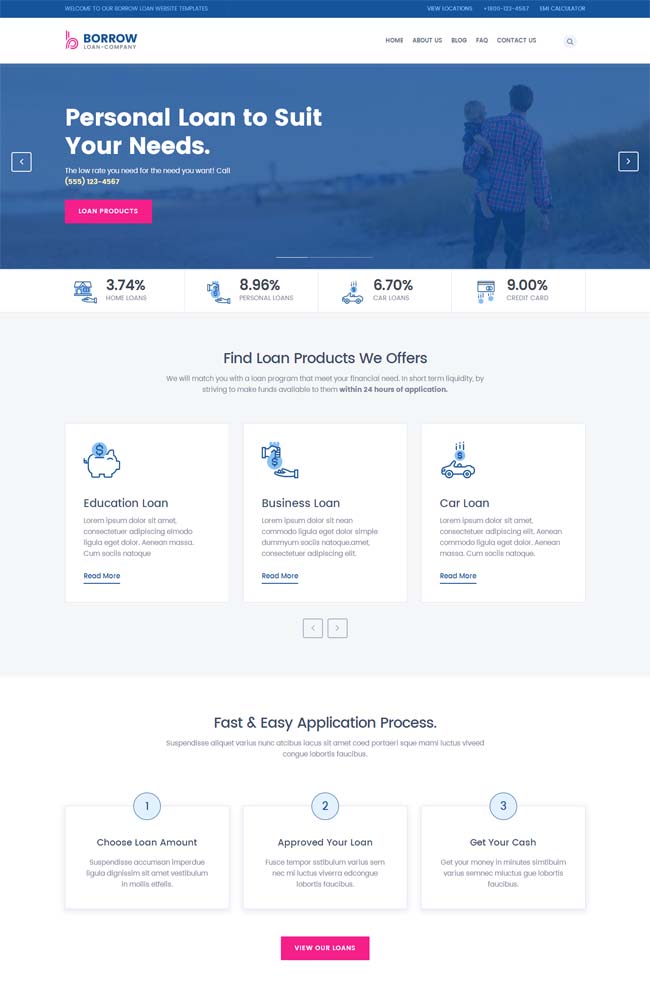 WELCOME TO OUR BORROW LOAN WEBSITE TEMPLATES
VIEW LOCATIONS +1800-123-4567 EMI CALCULATOR
BORROW
LOAN-COMPANY
HOME ABOUT US BLOG FAQ CONTACT US
Personal Loan to Suit
Your Needs.
The low rate you need for the need you want! Call
(555) 123-4567
LOAN PRODUCTS
3.74%
HOME LOANS
8.96%
PERSONAL LOANS
6.70%
CAR LOANS
9.00%
CREDIT CARD
Find Loan Products We Offers
We will match you with a loan program that meet your financial need. In short term liquidity, by
striving to make funds available to them within 24 hours of application.
Education Loan
Lorem ipsum dolor sit amet,
consectetuer adipiscing elmodo
ligula eget dolor. Aenean massa.
Cum sociis natoque
Read More
Business Loan
Lorem ipsum dolor sit nean
commodo ligula eget dolor simple
dummyum sociis natoque.amet,
consectetuer adipiscing elit.
Read More
Car Loan
Lorem ipsum dolor sit amet,
consectetuer adipiscing elit. Aenean
commodo ligula eget dolor. Aenean
massa. Cum sociis natoque.
Read More
Fast & Easy Application Process.
Suspendisse aliquet varius nunc atcibus lacus sit amet coed portaeri sque mami luctus viveed
congue lobortis faucibus.
1
Choose Loan Amount
Suspendisse accumsan imperdue
ligula dignissim sit amet vestibulum
in mollis etfells.
2
Approved Your Loan
Fusce tempor sstibulum varius sem
nec mi luctus viverra edcongue
lobortis faucibus.
3
Get Your Cash
Get your money in minutes simtibulm
varius semnec mluctus gue lobortis
faucibus.
VIEW OUR LOANS